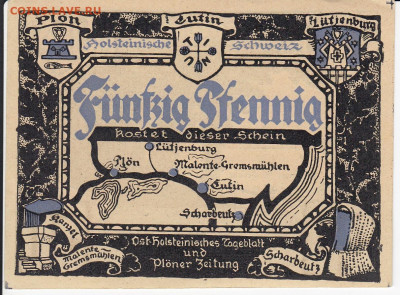 COINS.LAVE.RU
Plön
Eutin
Lütjenburg
Holsteinische Schweiz
Fünfzig Pfennig
kostet dieser Schein
Lütjenburg
Plön
Malente-Gremsmühlen
Eutin
Scharbeutz
Kanzel
Malente-
Gremsmühlen
Ost-Holsteinisches Tageblatt
und
Plöner Zeitung
Scharbeutz